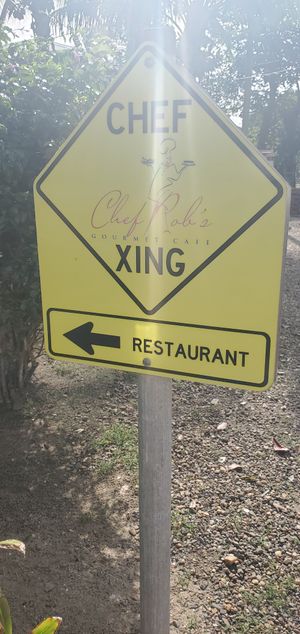 CHEF
Chef Rob's
GOURMET CAFE
XING
RESTAURANT